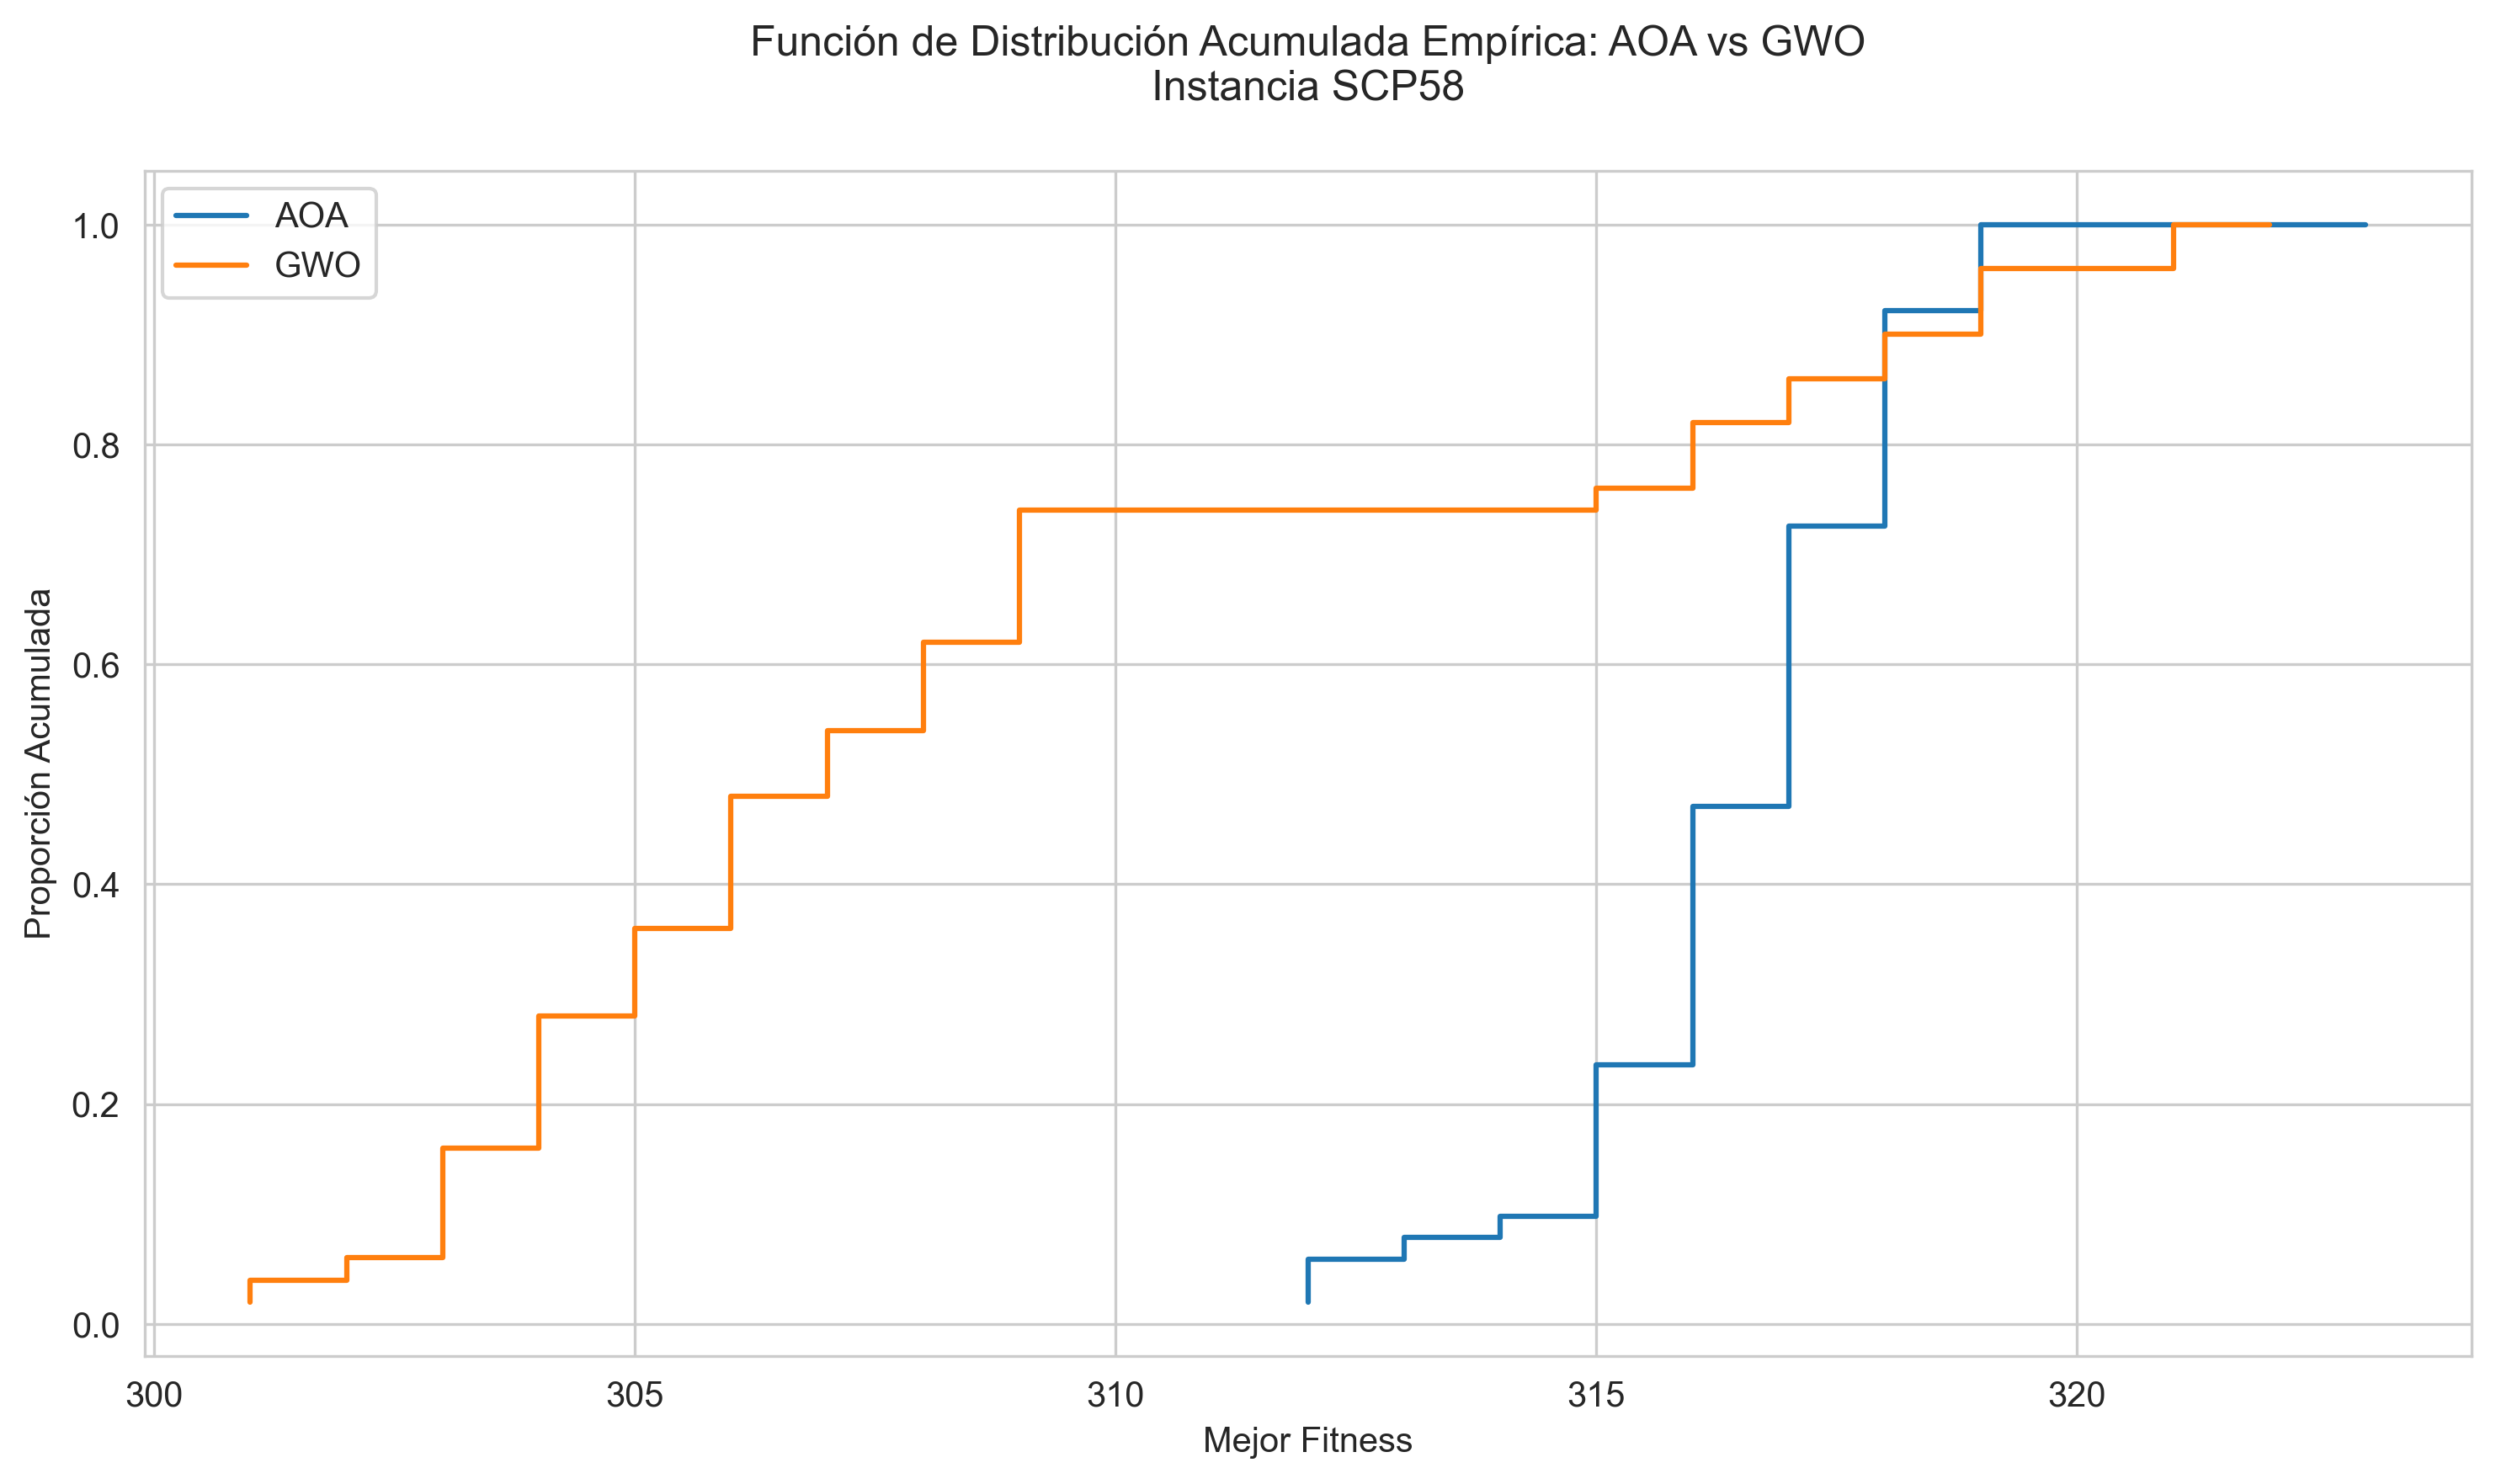 Función de Distribución Acumulada Empírica: AOA vs GWO
Instancia SCP58
AOA
GWO
1.0
0.8
0.6
0.4
0.2
0.0
Proporción Acumulada
300 305 310 315 320
Mejor Fitness